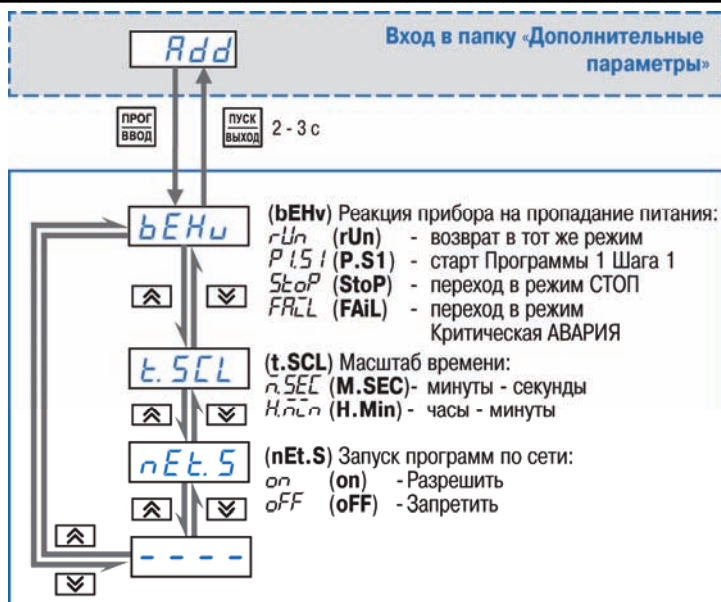 Add
Вход в папку «Дополнительные
параметры»
ПРОГ
ВВОД
ПУСК
ВЫХОД
2 - 3 с
bEHv
(bEHv) Реакция прибора на пропадание питания:
rUn (rUn) - возврат в тот же режим
P1.S1 (P.S1) - старт Программы 1 Шага 1
StoP (StoP) - переход в режим СТОП
FAiL (FAiL) - переход в режим
Критическая АВАРИЯ
t.SCL
(t.SCL) Масштаб времени:
M.SEC (M.SEC)- минуты - секунды
H.Min (H.Min) - часы - минуты
nEt.S
(nEt.S) Запуск программ по сети:
on (on) - Разрешить
oFF (oFF) - Запретить
- - - -